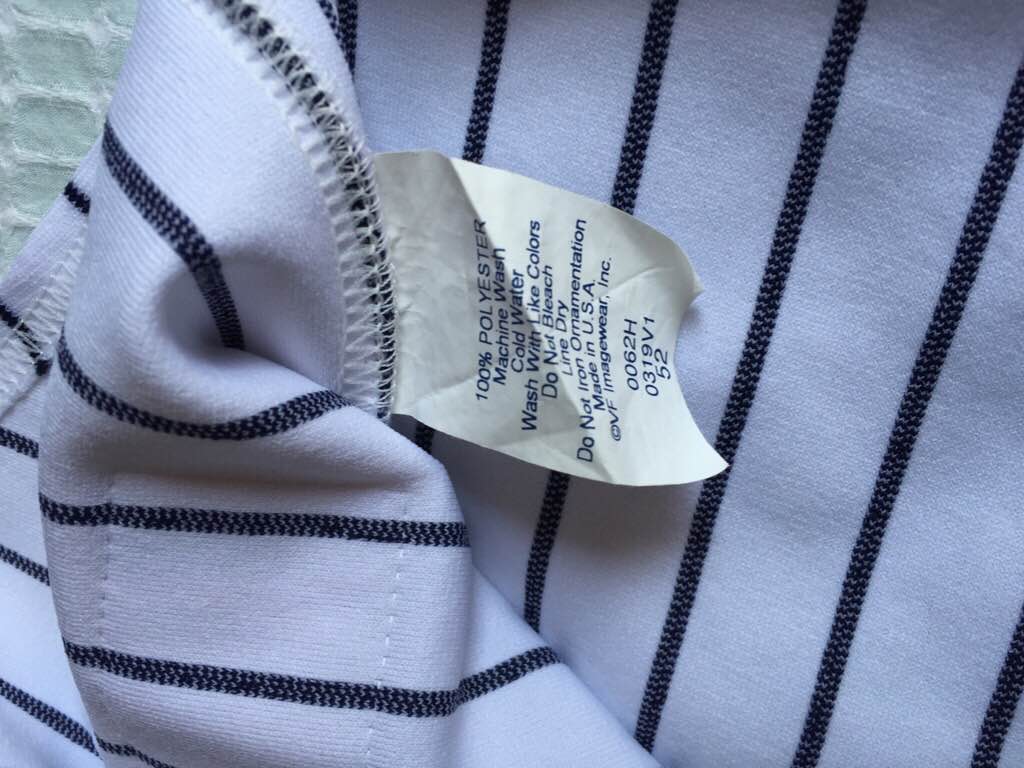 100% POLYESTER
Machine Wash
Cold Water
Wash With Like Colors
Do Not Bleach
Line Dry
Do Not Iron Ornamentation
Made in U.S.A.
©VF Imagewear, Inc.
0062H
0319V1
52